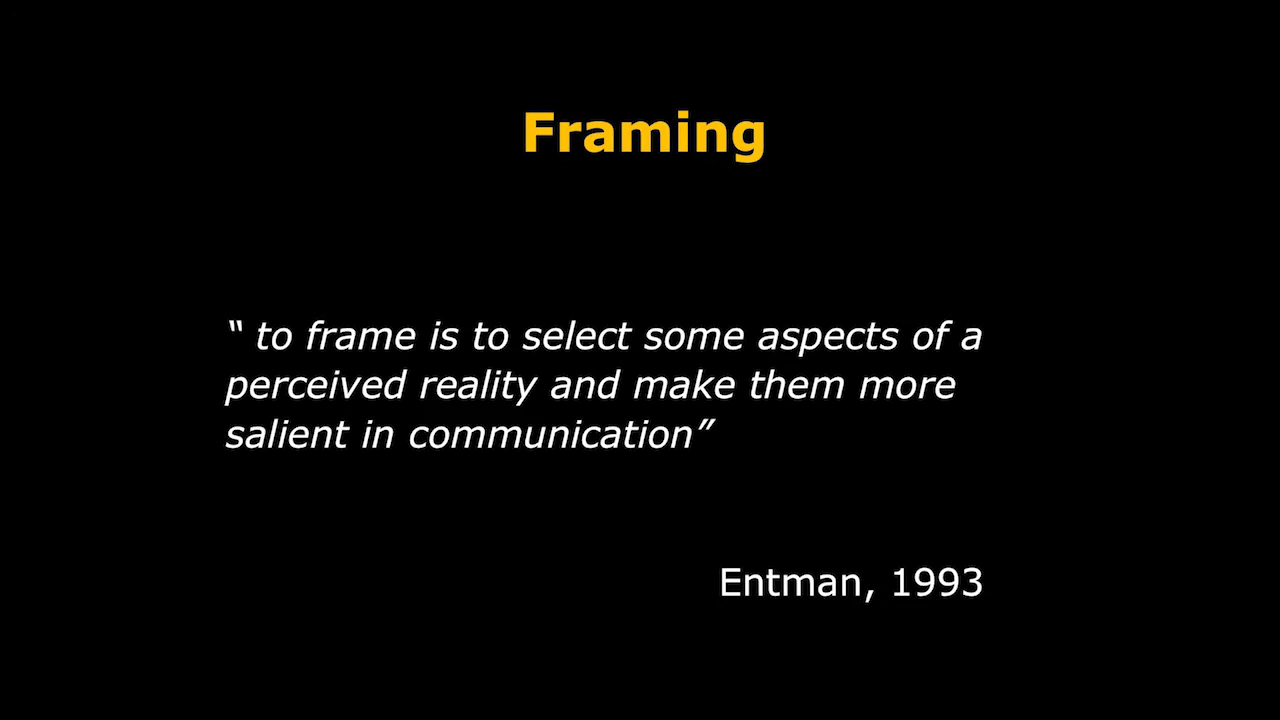 Framing
“ to frame is to select some aspects of a
perceived reality and make them more
salient in communication”
Entman, 1993